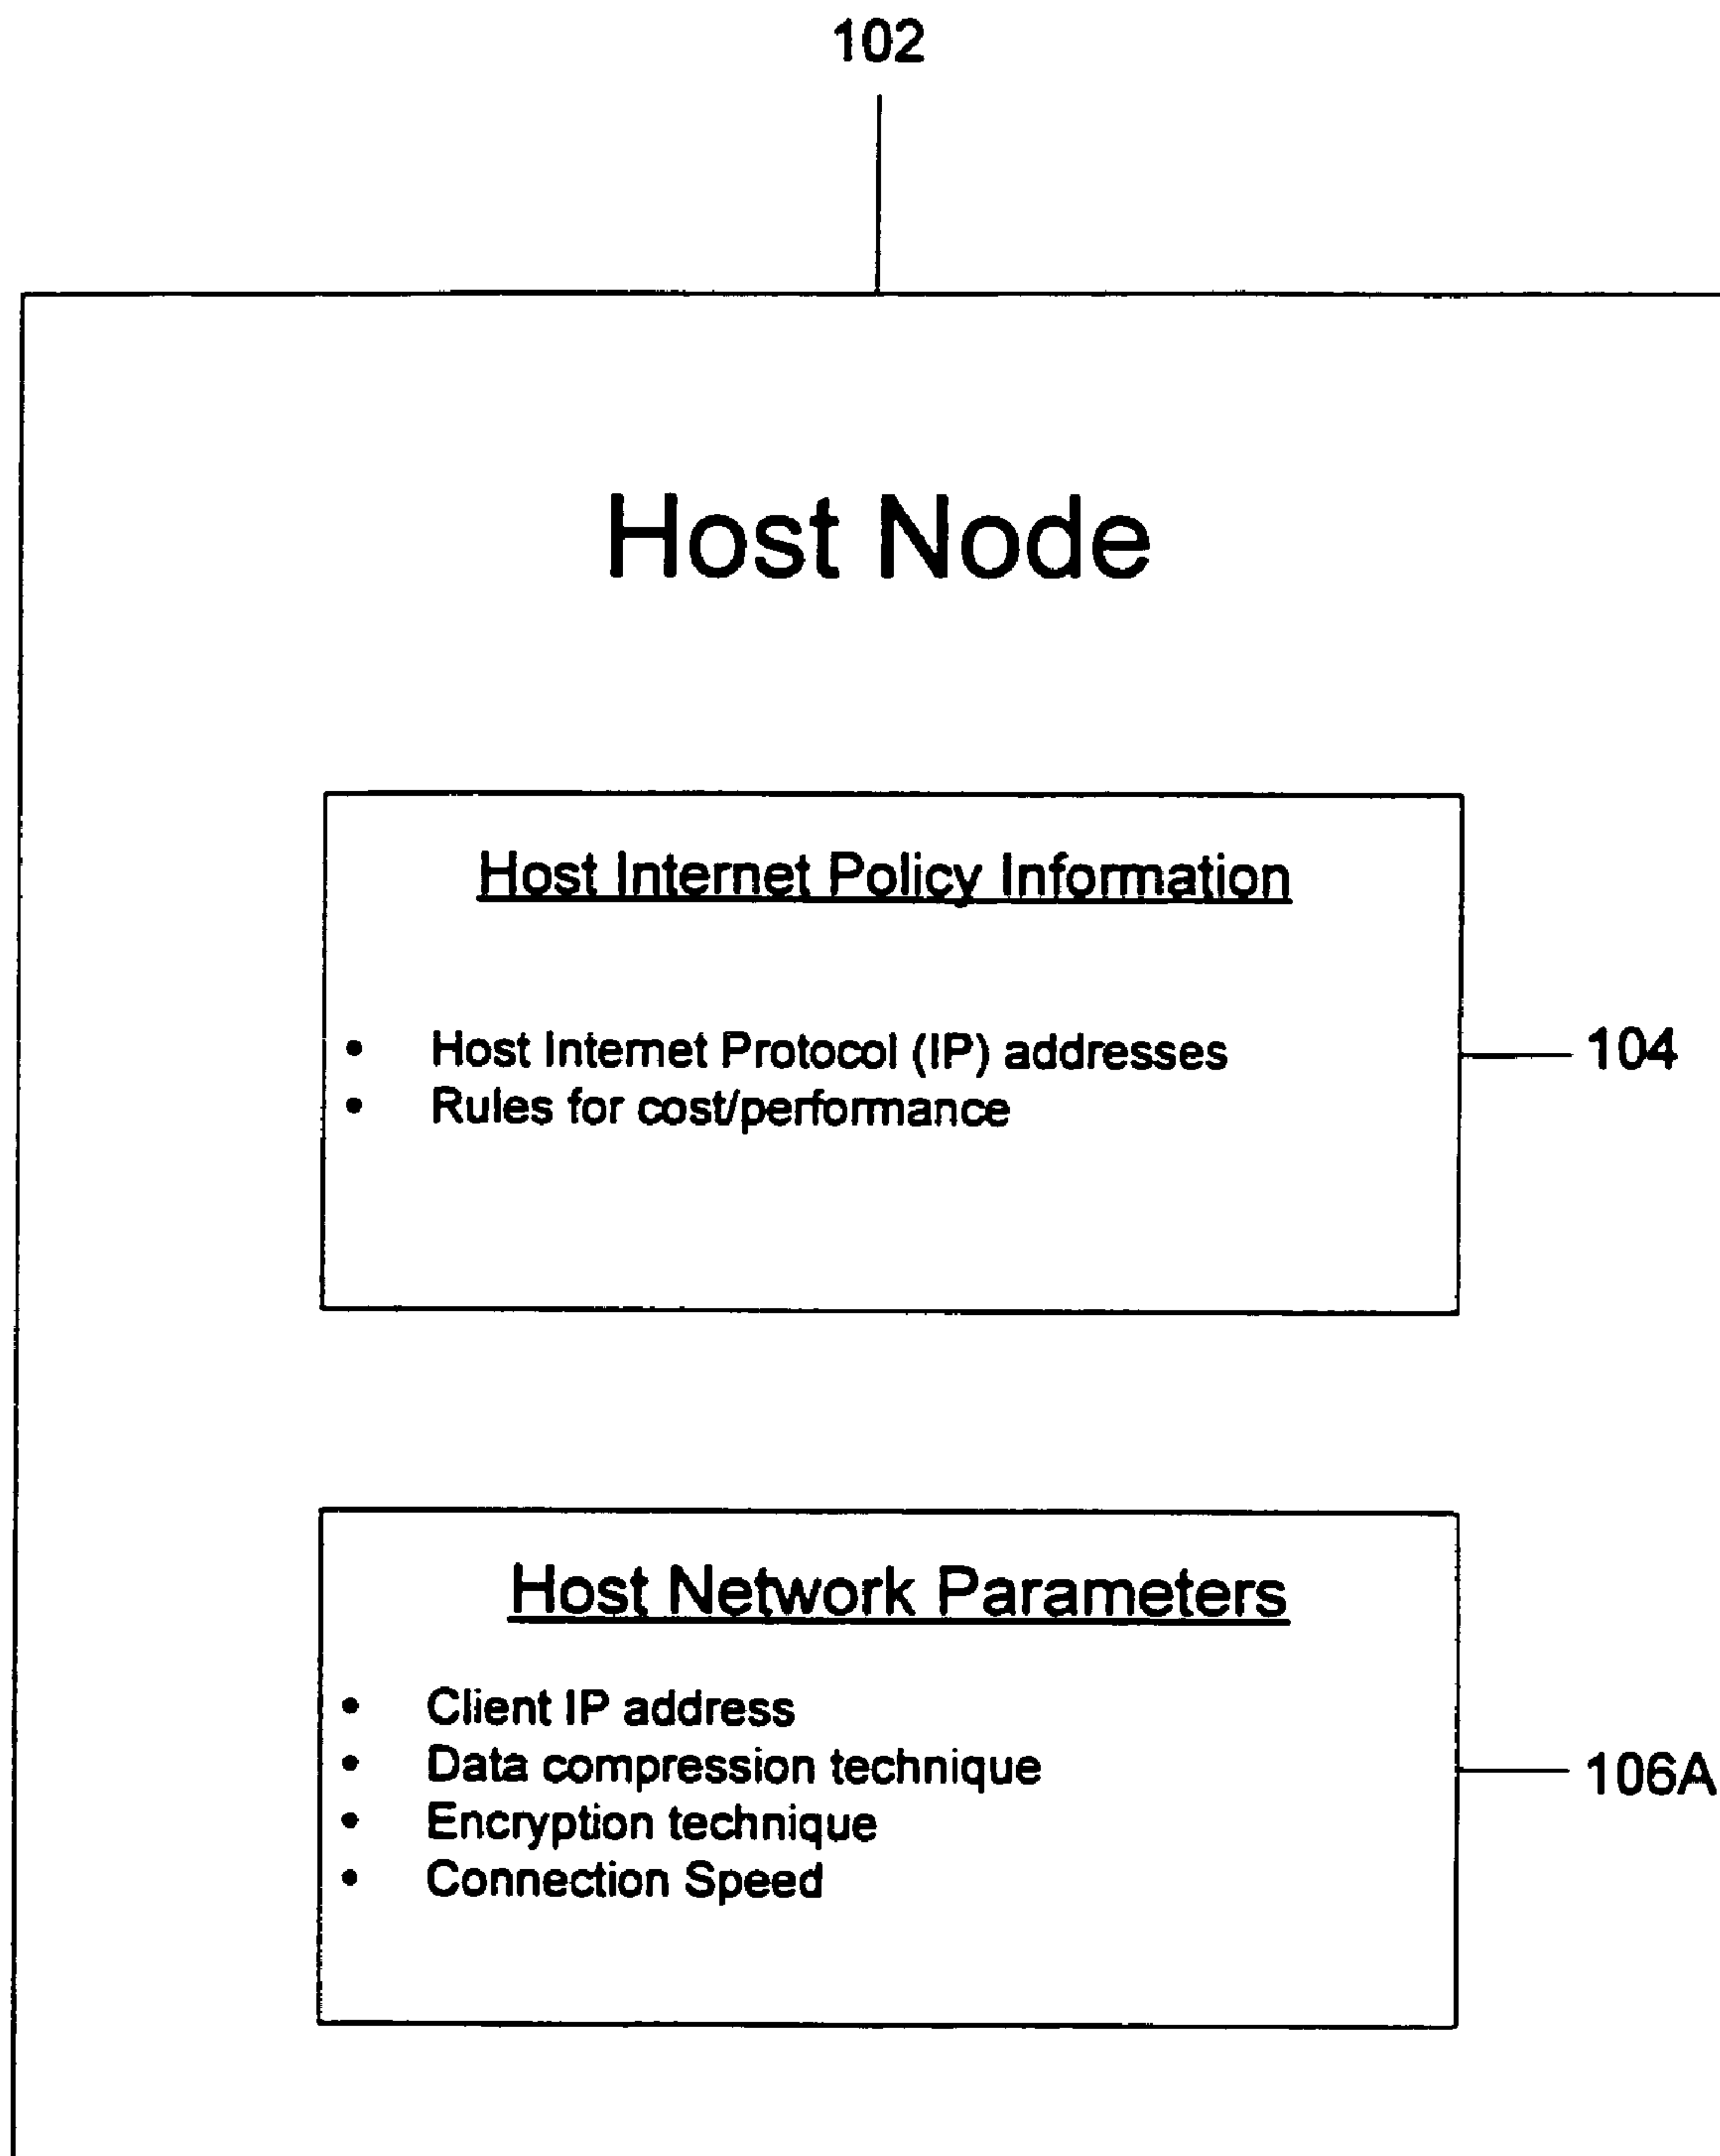 102
Host Node
Host Internet Policy Information
• Host Internet Protocol (IP) addresses
104
• Rules for cost/performance
Host Network Parameters
• Client IP address
• Data compression technique
106A
• Encryption technique
• Connection Speed